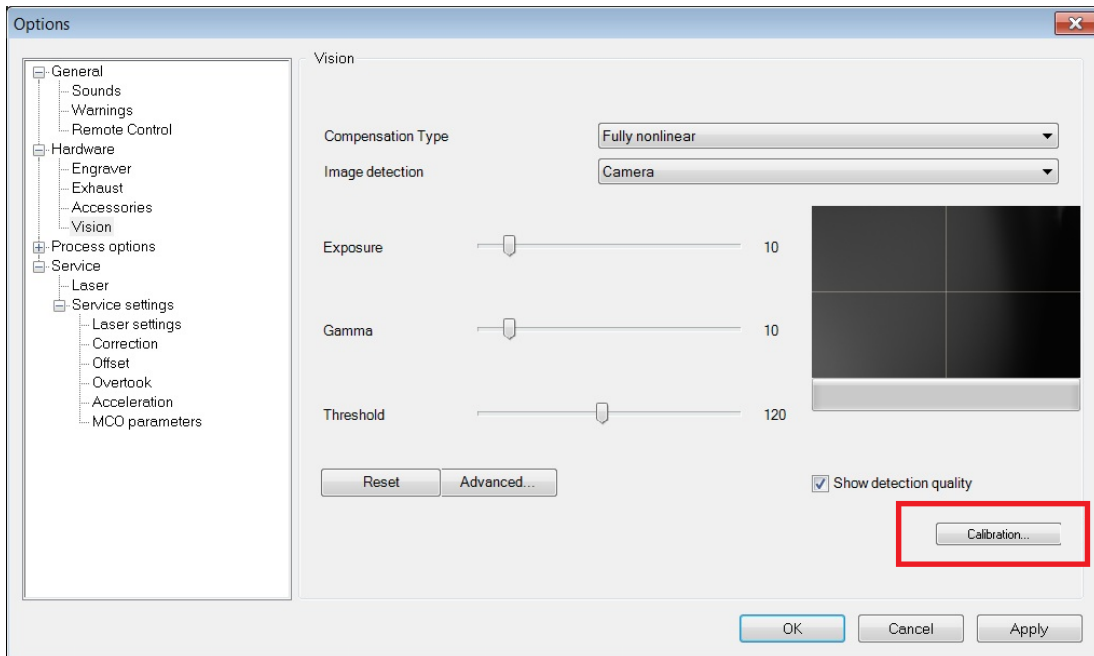 Options
General
Sounds
Warnings
Remote Control
Hardware
Engraver
Exhaust
Accessories
Vision
Process options
Service
Laser
Service settings
Laser settings
Correction
Offset
Overtook
Acceleration
MCO parameters
Vision
Compensation Type Fully nonlinear
Image detection Camera
Exposure 10
Gamma 10
Threshold 120
Reset Advanced...
Show detection quality
Calibration...
OK Cancel Apply